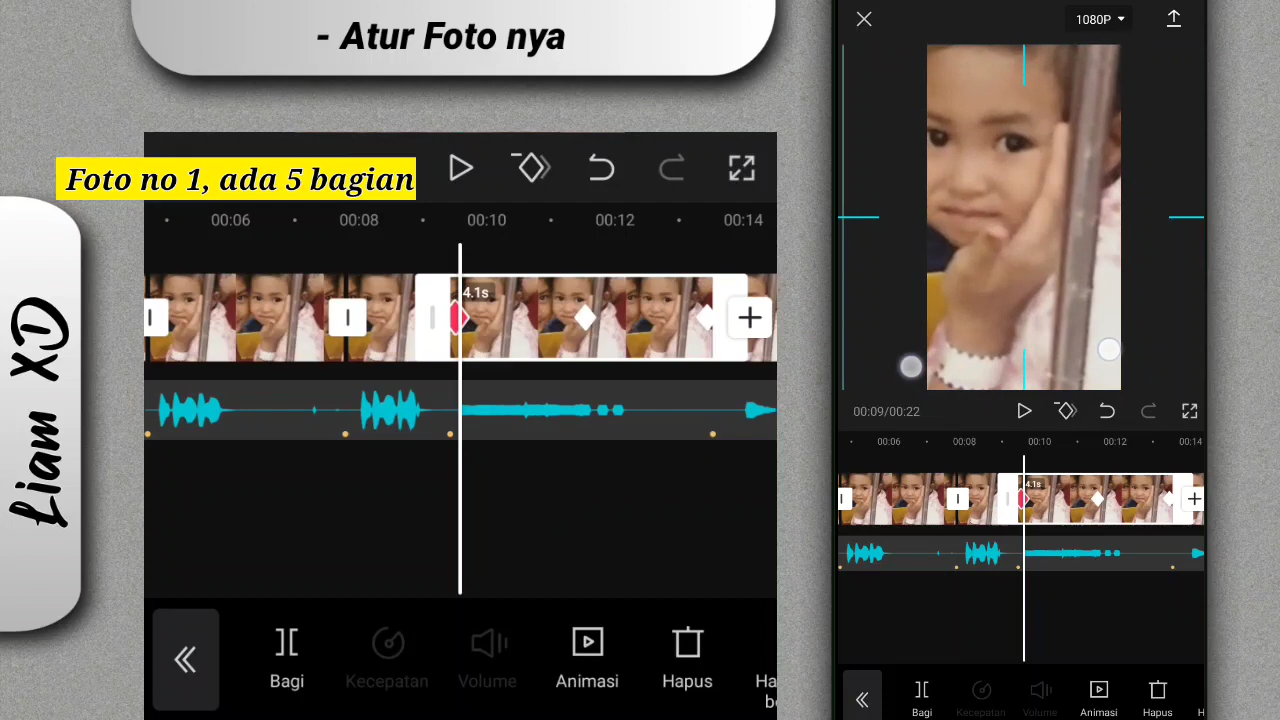 - Atur Foto nya
Foto no 1, ada 5 bagian
Liam XD
00:06 00:08 00:10 00:12 00:14
4.1s
Bagi Kecepatan Volume Animasi Hapus
1080P
00:09/00:22
00:06 00:08 00:10 00:12 00:14
4.1s
Bagi Kecepatan Volume Animasi Hapus